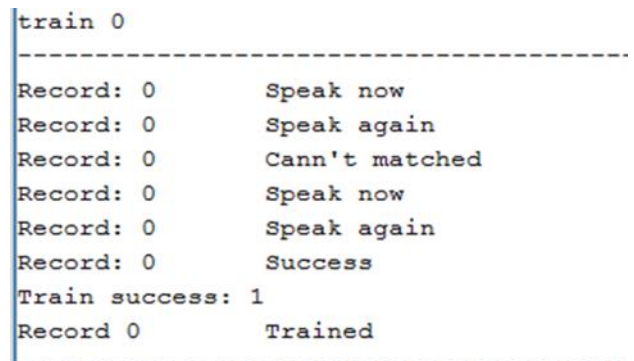 train 0
--------------------------------------------
Record: 0 Speak now
Record: 0 Speak again
Record: 0 Cann't matched
Record: 0 Speak now
Record: 0 Speak again
Record: 0 Success
Train success: 1
Record 0 Trained